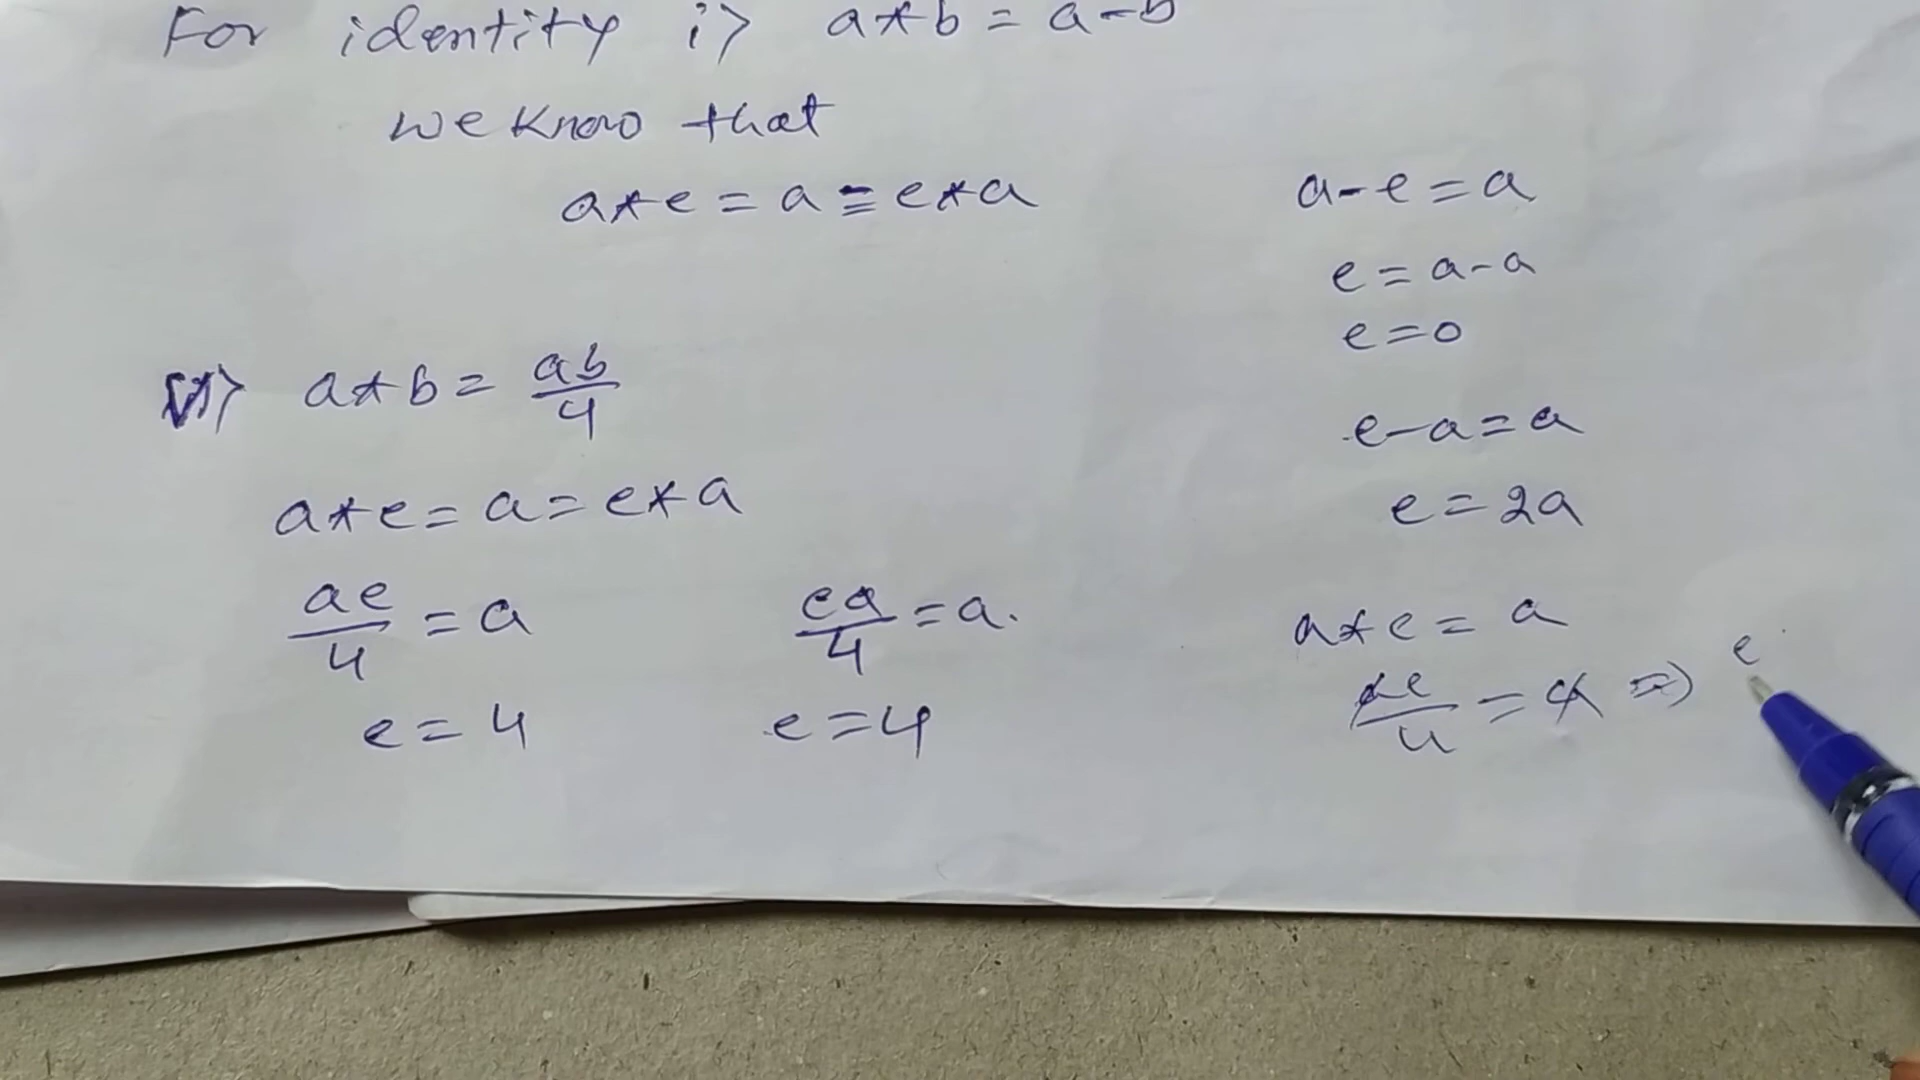 For identity i> a*b = a-b
we know that
a*e = a = e*a
a*b = ab/4
a*e = a = e*a
ae/4 = a
ea/4 = a.
e = 4
e = 4
a-e = a
e = a-a
e = 0
e-a = a
e = 2a
a*e = a
ae/4 = a => e